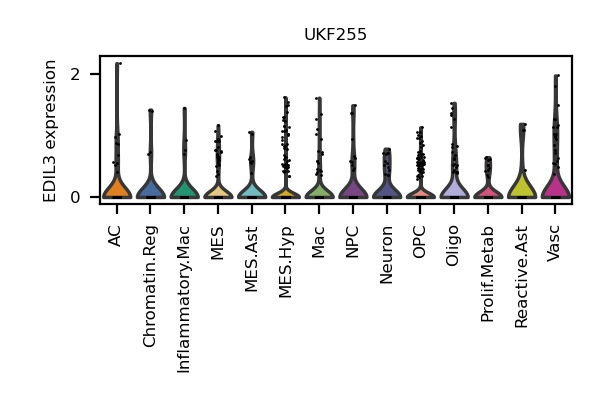 UKF255
EDIL3 expression
2
0
AC
Chromatin.Reg
Inflammatory.Mac
MES
MES.Ast
MES.Hyp
Mac
NPC
Neuron
OPC
Oligo
Prolif.Metab
Reactive.Ast
Vasc